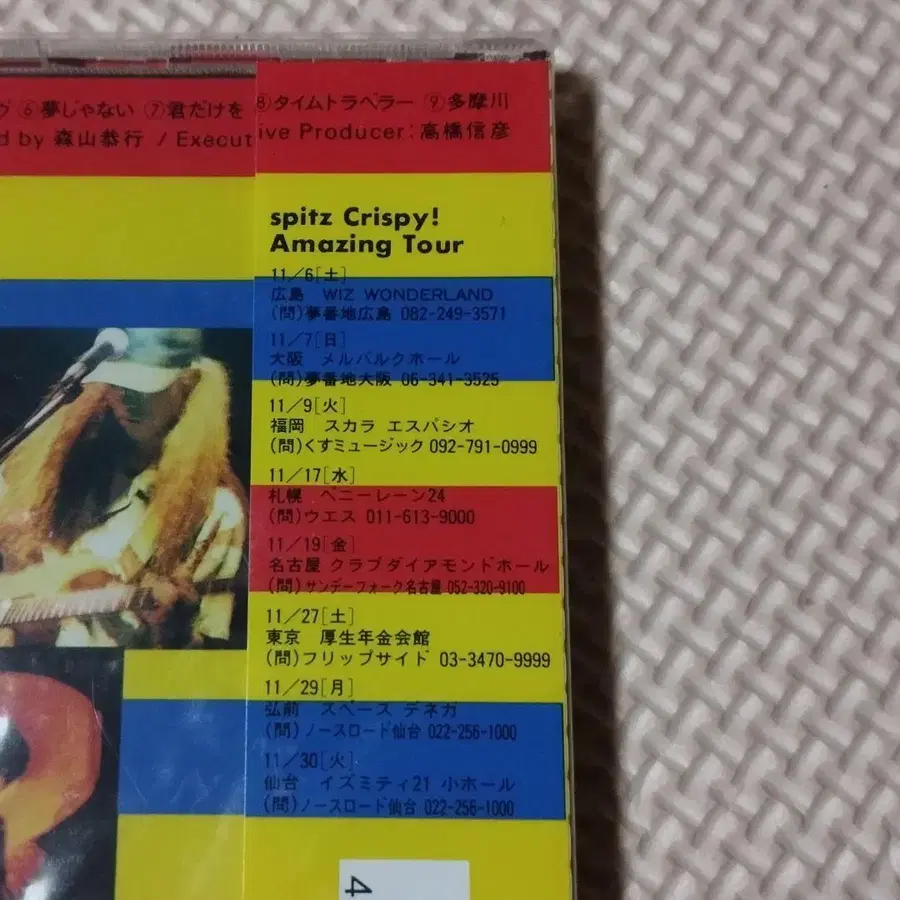 ヴ ⑥夢じゃない ⑦君だけを ⑧タイムトラベラー ⑨多摩川
d by 森山恭行 / Executive Producer:高橋信彦
spitz Crispy!
Amazing Tour
11/6[土]
広島 WIZ WONDERLAND
(問)夢番地広島 082-249-3571
11/7[日]
大阪 メルパルクホール
(問)夢番地大阪 06-341-3525
11/9[火]
福岡 スカラ エスパシオ
(問)くすミュージック 092-791-0999
11/17[水]
札幌 ペニーレーン24
(問)ウエス 011-613-9000
11/19[金]
名古屋 クラブダイアモンドホール
(問)サンデーフォーク名古屋 052-320-9100
11/27[土]
東京 厚生年金会館
(問)フリップサイド 03-3470-9999
11/29[月]
弘前 スペース デネガ
(問)ノースロード仙台 022-256-1000
11/30[火]
仙台 イズミティ21 小ホール
(問)ノースロード仙台 022-256-1000
4